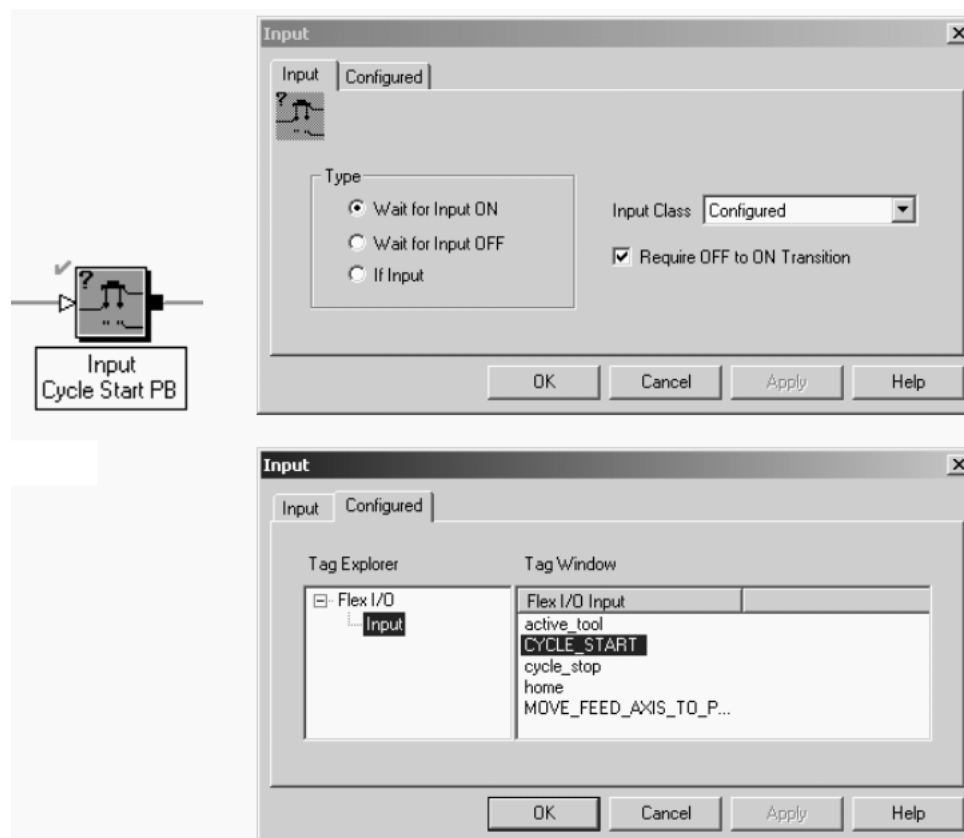 Input
Input Configured
?
Type
Wait for Input ON
Wait for Input OFF
If Input
Input Class Configured
Require OFF to ON Transition
OK Cancel Apply Help
?
Input
Cycle Start PB
Input
Input Configured
Tag Explorer
Flex I/O
Input
Tag Window
Flex I/O Input
active_tool
CYCLE_START
cycle_stop
home
MOVE_FEED_AXIS_TO_P...
OK Cancel Apply Help